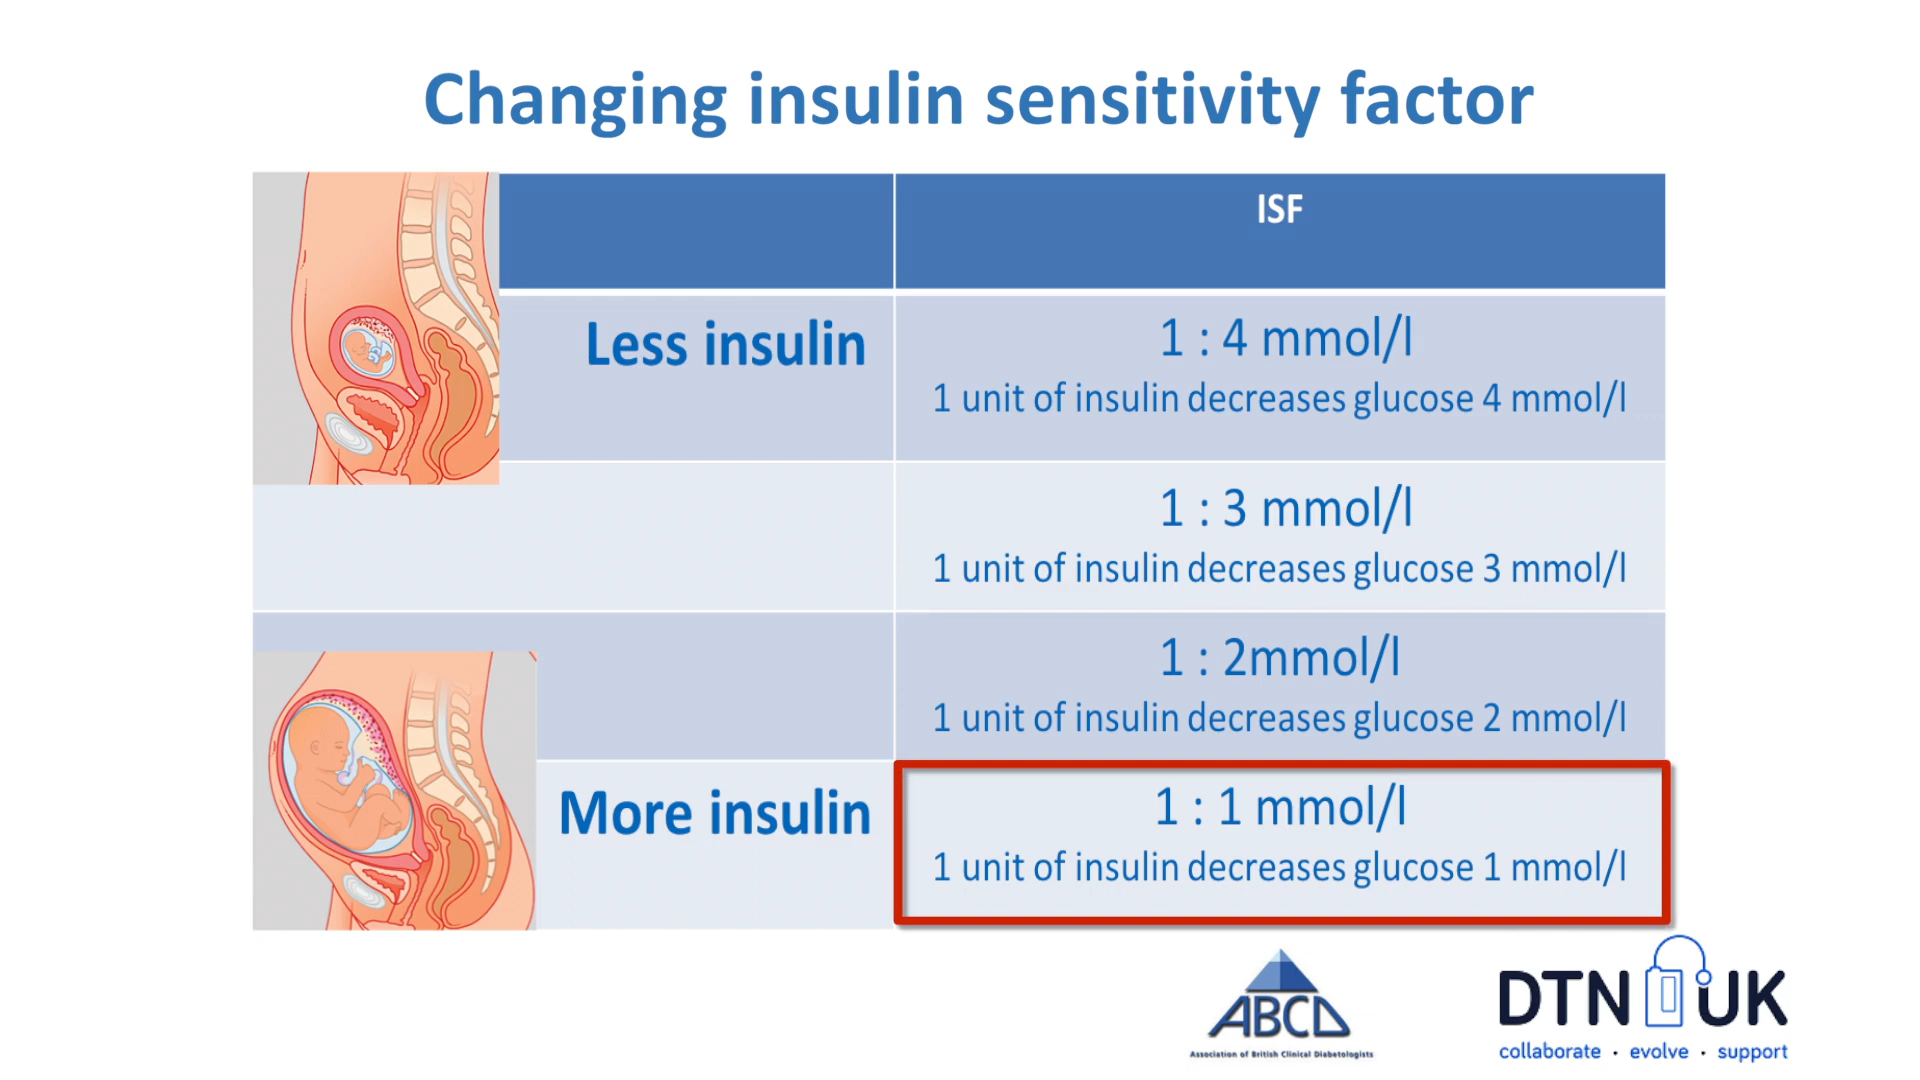 Changing insulin sensitivity factor
ISF
Less insulin
1 : 4 mmol/l
1 unit of insulin decreases glucose 4 mmol/l
1 : 3 mmol/l
1 unit of insulin decreases glucose 3 mmol/l
1 : 2mmol/l
1 unit of insulin decreases glucose 2 mmol/l
More insulin
1 : 1 mmol/l
1 unit of insulin decreases glucose 1 mmol/l
ABCD
Association of British Clinical Diabetologists
DTN UK
collaborate · evolve · support